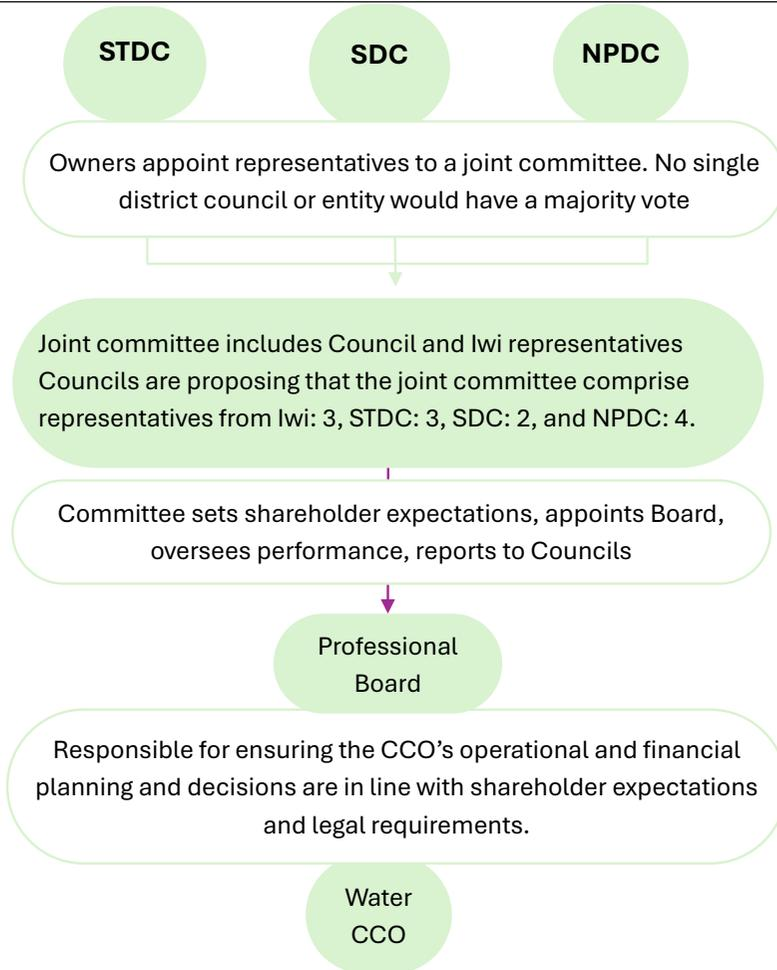 STDC
SDC
NPDC
Owners appoint representatives to a joint committee. No single
district council or entity would have a majority vote
Joint committee includes Council and Iwi representatives
Councils are proposing that the joint committee comprise
representatives from Iwi: 3, STDC: 3, SDC: 2, and NPDC: 4.
Committee sets shareholder expectations, appoints Board,
oversees performance, reports to Councils
Professional
Board
Responsible for ensuring the CCO’s operational and financial
planning and decisions are in line with shareholder expectations
and legal requirements.
Water
CCO